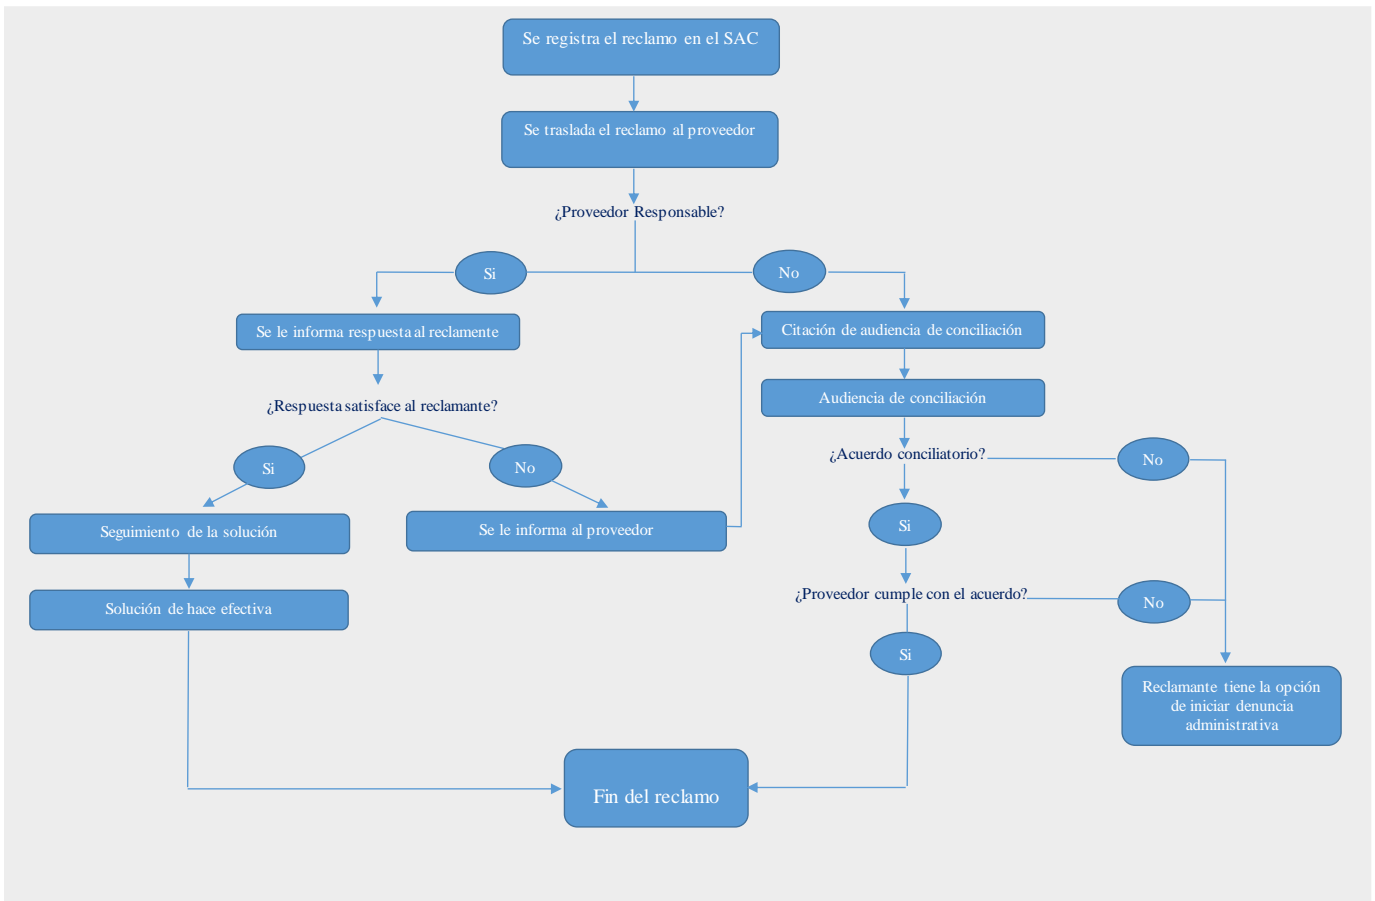 Se registra el reclamo en el SAC
Se traslada el reclamo al proveedor
¿Proveedor Responsable?
Si
No
Se le informa respuesta al reclamente
Citación de audiencia de conciliación
Audiencia de conciliación
¿Respuesta satisface al reclamante?
¿Acuerdo conciliatorio?
No
Si
No
Seguimiento de la solución
Se le informa al proveedor
Si
Solución de hace efectiva
¿Proveedor cumple con el acuerdo?
No
Si
Reclamante tiene la opción
de iniciar denuncia
administrativa
Fin del reclamo